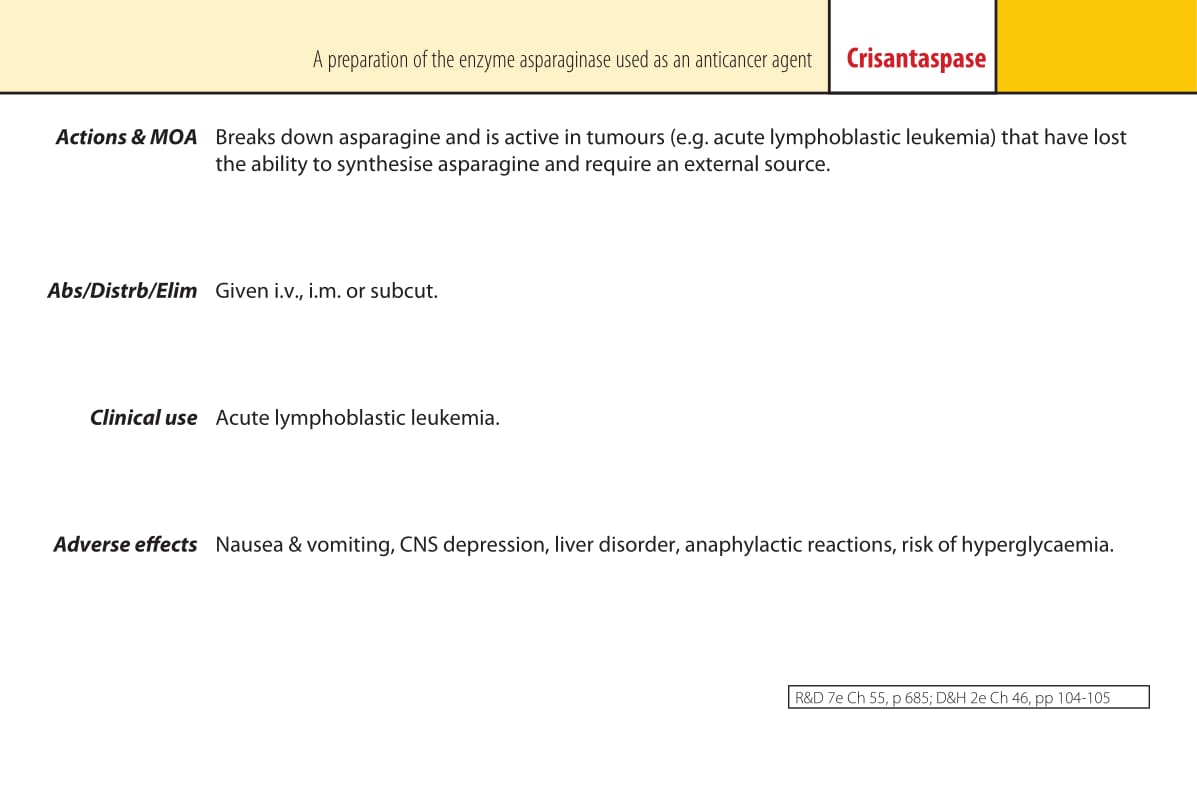 A preparation of the enzyme asparaginase used as an anticancer agent Crisantaspase
Actions & MOA Breaks down asparagine and is active in tumours (e.g. acute lymphoblastic leukemia) that have lost
the ability to synthesise asparagine and require an external source.
Abs/Distrb/Elim Given i.v., i.m. or subcut.
Clinical use Acute lymphoblastic leukemia.
Adverse effects Nausea & vomiting, CNS depression, liver disorder, anaphylactic reactions, risk of hyperglycaemia.
R&D 7e Ch 55, p 685; D&H 2e Ch 46, pp 104-105